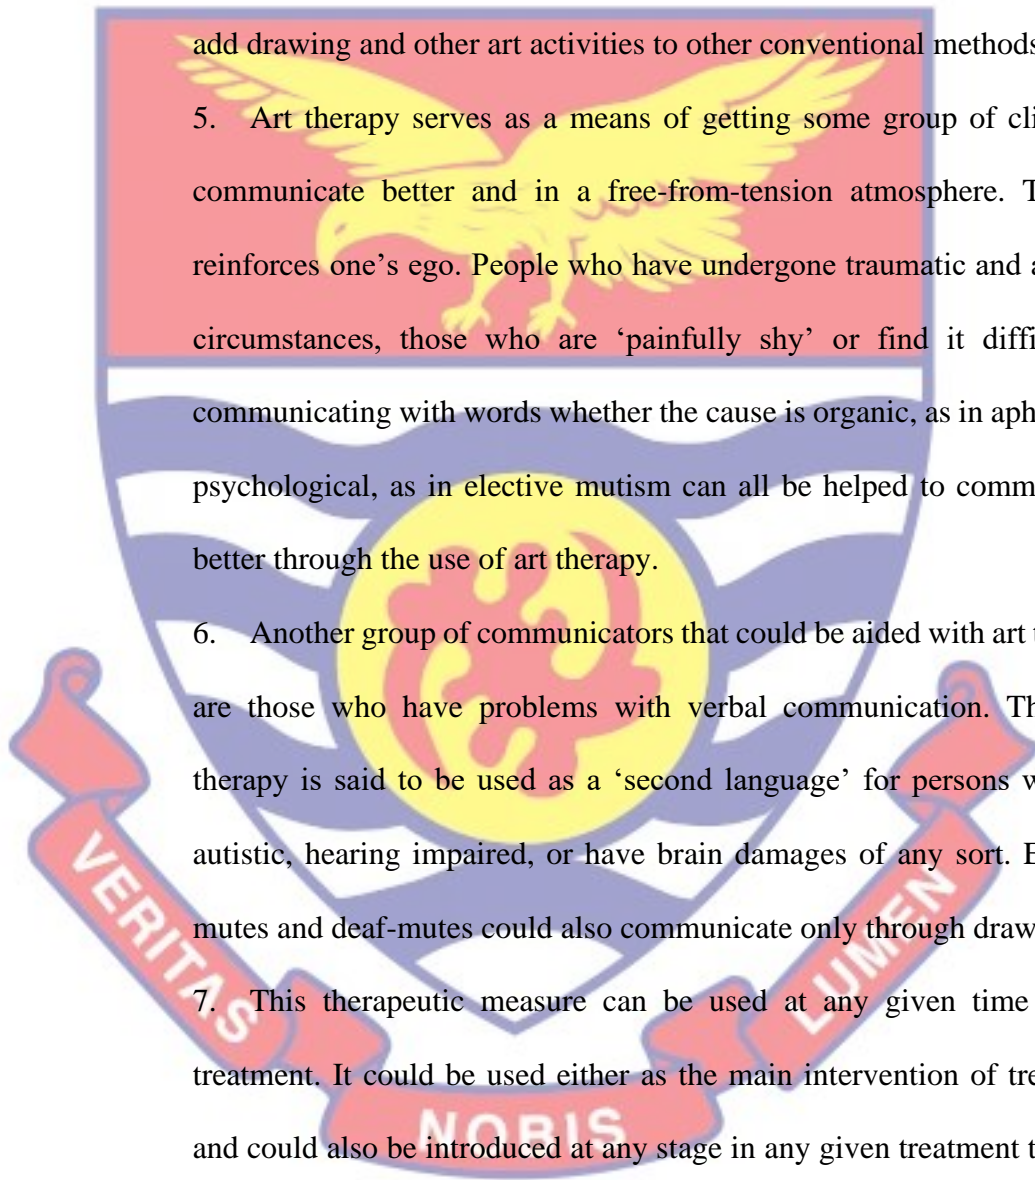 add drawing and other art activities to other conventional methods
5. Art therapy serves as a means of getting some group of cli
communicate better and in a free-from-tension atmosphere. T
reinforces one’s ego. People who have undergone traumatic and a
circumstances, those who are ‘painfully shy’ or find it diffi
communicating with words whether the cause is organic, as in aph
psychological, as in elective mutism can all be helped to comm
better through the use of art therapy.
6. Another group of communicators that could be aided with art t
are those who have problems with verbal communication. Th
therapy is said to be used as a ‘second language’ for persons w
autistic, hearing impaired, or have brain damages of any sort. E
mutes and deaf-mutes could also communicate only through draw
7. This therapeutic measure can be used at any given time
treatment. It could be used either as the main intervention of tre
and could also be introduced at any stage in any given treatment t
VERITAS
NOBIS
LUMEN